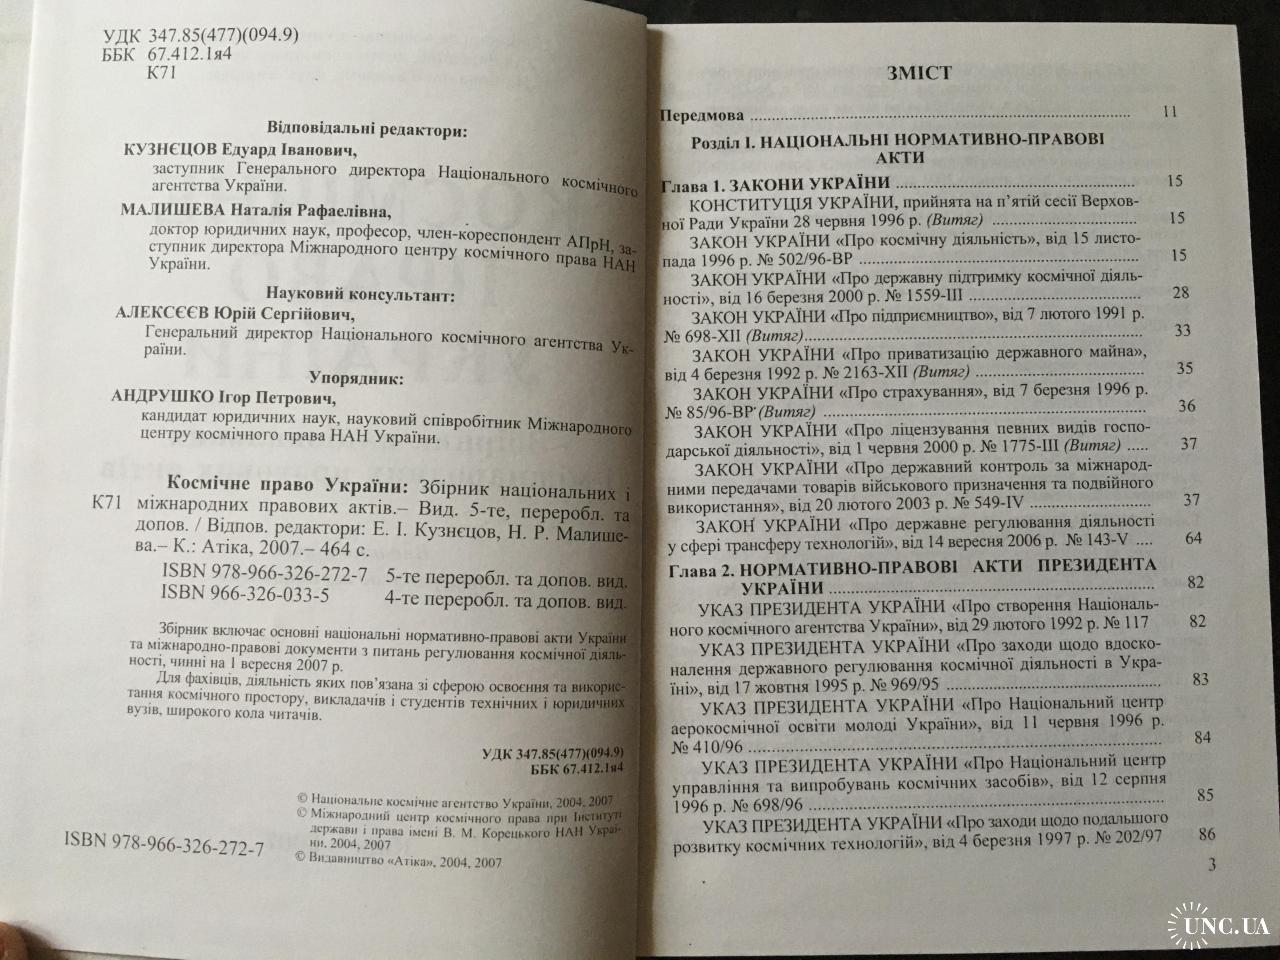 УДК 347.85(477)(094.9)
ББК 67.412.1я4
К71
Відповідальні редактори:
КУЗНЄЦОВ Едуард Іванович,
заступник Генерального директора Національного космічного
агентства України.
МАЛИШЕВА Наталія Рафаелівна,
доктор юридичних наук, професор, член-кореспондент АПрН, за-
ступник директора Міжнародного центру космічного права НАН
України.
Науковий консультант:
АЛЕКСЄЄВ Юрій Сергійович,
Генеральний директор Національного космічного агентства Ук-
раїни.
Упорядник:
АНДРУШКО Ігор Петрович,
кандидат юридичних наук, науковий співробітник Міжнародного
центру космічного права НАН України.
Космічне право України: Збірник національних і
К71 міжнародних правових актів.– Вид. 5-те, переробл. та
допов. / Відпов. редактори: Е. І. Кузнєцов, Н. Р. Малише-
ва.– К.: Атіка, 2007.– 464 с.
ISBN 978-966-326-272-7 5-те переробл. та допов. вид.
ISBN 966-326-033-5 4-те переробл. та допов. вид.
Збірник включає основні національні нормативно-правові акти України
та міжнародно-правові документи з питань регулювання космічної діяль-
ності, чинні на 1 вересня 2007 р.
Для фахівців, діяльність яких пов’язана зі сферою освоєння та викорис-
тання космічного простору, викладачів і студентів технічних і юридичних
вузів, широкого кола читачів.
УДК 347.85(477)(094.9)
ББК 67.412.1я4
© Національне космічне агентство України, 2004, 2007
© Міжнародний центр космічного права при Інституті
держави і права імені В. М. Корецького НАН Украї-
ни, 2004, 2007
© Видавництво «Атіка», 2004, 2007
ISBN 978-966-326-272-7
ЗМІСТ
Передмова ........ 11
Розділ I. НАЦІОНАЛЬНІ НОРМАТИВНО-ПРАВОВІ
АКТИ
Глава 1. ЗАКОНИ УКРАЇНИ ........ 15
КОНСТИТУЦІЯ УКРАЇНИ, прийнята на п’ятій сесії Верхов-
ної Ради України 28 червня 1996 р. (Витяг) ........ 15
ЗАКОН УКРАЇНИ «Про космічну діяльність», від 15 листо-
пада 1996 р. № 502/96-ВР ........ 15
ЗАКОН УКРАЇНИ «Про державну підтримку космічної діяль-
ності», від 16 березня 2000 р. № 1559-III ........ 28
ЗАКОН УКРАЇНИ «Про підприємництво», від 7 лютого 1991 р.
№ 698-XII (Витяг)........ 33
ЗАКОН УКРАЇНИ «Про приватизацію державного майна»,
від 4 березня 1992 р. № 2163-XII (Витяг) ........ 35
ЗАКОН УКРАЇНИ «Про страхування», від 7 березня 1996 р.
№ 85/96-ВР (Витяг) ........ 36
ЗАКОН УКРАЇНИ «Про ліцензування певних видів госпо-
дарської діяльності», від 1 червня 2000 р. № 1775-III (Витяг) ..... 37
ЗАКОН УКРАЇНИ «Про державний контроль за міжнарод-
ними передачами товарів військового призначення та подвійного
використання», від 20 лютого 2003 р. № 549-IV ........ 37
ЗАКОН УКРАЇНИ «Про державне регулювання діяльності
у сфері трансферу технологій», від 14 вересня 2006 р. № 143-V .... 64
Глава 2. НОРМАТИВНО-ПРАВОВІ АКТИ ПРЕЗИДЕНТА
УКРАЇНИ ........ 82
УКАЗ ПРЕЗИДЕНТА УКРАЇНИ «Про створення Національ-
ного космічного агентства України», від 29 лютого 1992 р. № 117 82
УКАЗ ПРЕЗИДЕНТА УКРАЇНИ «Про заходи щодо вдоско-
налення державного регулювання космічної діяльності в Укра-
їні», від 17 жовтня 1995 р. № 969/95 ........ 83
УКАЗ ПРЕЗИДЕНТА УКРАЇНИ «Про Національний центр
аерокосмічної освіти молоді України», від 11 червня 1996 р.
№ 410/96 ........ 84
УКАЗ ПРЕЗИДЕНТА УКРАЇНИ «Про Національний центр
управління та випробувань космічних засобів», від 12 серпня
1996 р. № 698/96 ........ 85
УКАЗ ПРЕЗИДЕНТА УКРАЇНИ «Про заходи щодо подальшого
розвитку космічних технологій», від 4 березня 1997 р. № 202/97 86
3
UNC.UA